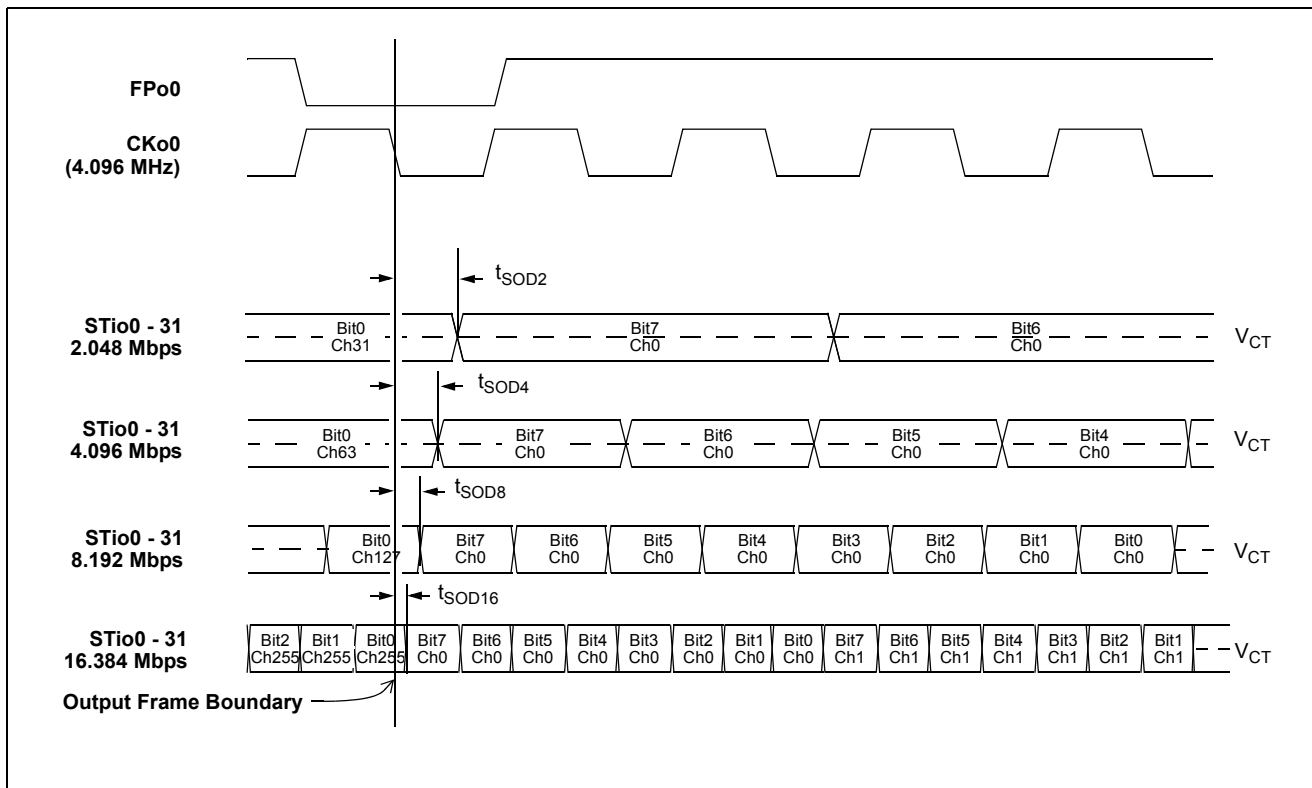 FPo0
CKo0
(4.096 MHz)
tSOD2
STio0 - 31
2.048 Mbps
Bit0
Ch31
Bit7
Ch0
Bit6
Ch0
VCT
tSOD4
STio0 - 31
4.096 Mbps
Bit0
Ch63
Bit7
Ch0
Bit6
Ch0
Bit5
Ch0
Bit4
Ch0
VCT
tSOD8
STio0 - 31
8.192 Mbps
Bit0
Ch127
Bit7
Ch0
Bit6
Ch0
Bit5
Ch0
Bit4
Ch0
Bit3
Ch0
Bit2
Ch0
Bit1
Ch0
Bit0
Ch0
VCT
tSOD16
STio0 - 31
16.384 Mbps
Bit2
Ch255
Bit1
Ch255
Bit0
Ch255
Bit7
Ch0
Bit6
Ch0
Bit5
Ch0
Bit4
Ch0
Bit3
Ch0
Bit2
Ch0
Bit1
Ch0
Bit0
Ch0
Bit7
Ch1
Bit6
Ch1
Bit5
Ch1
Bit4
Ch1
Bit3
Ch1
Bit2
Ch1
Bit1
Ch1
VCT
Output Frame Boundary